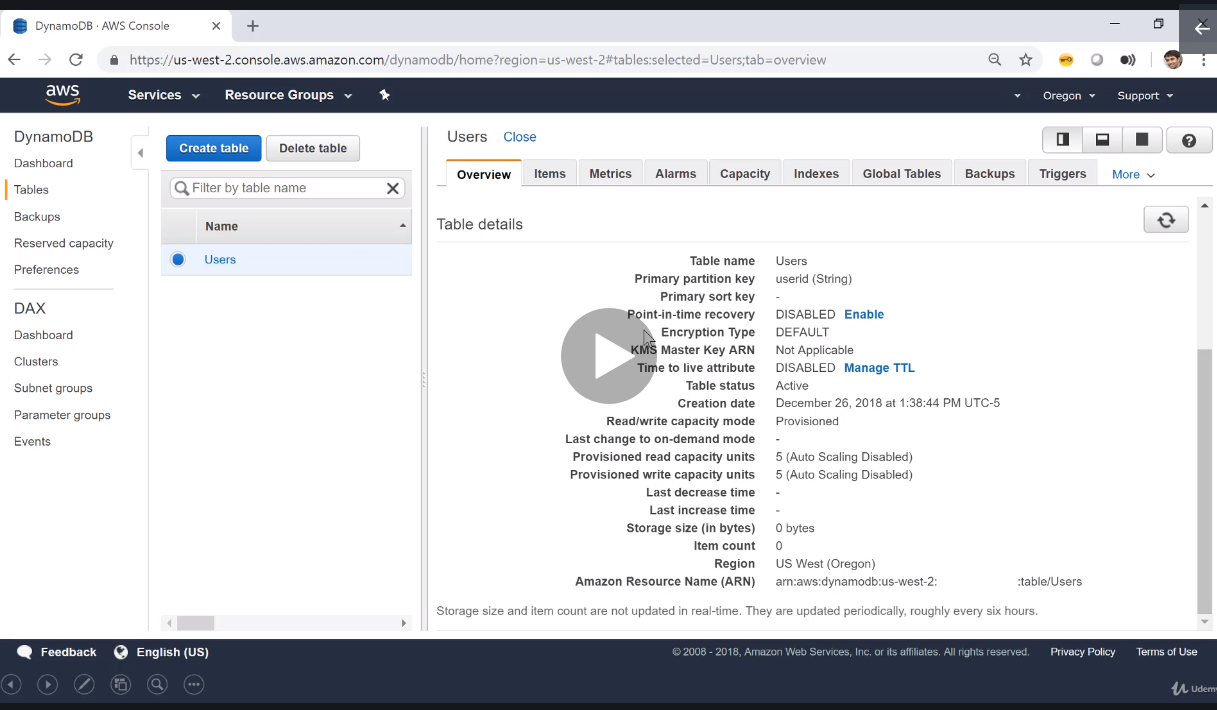 DynamoDB · AWS Console
https://us-west-2.console.aws.amazon.com/dynamodb/home?region=us-west-2#tables:selected=Users;tab=overview
aws Services Resource Groups Oregon Support
DynamoDB
Dashboard
Tables
Backups
Reserved capacity
Preferences
DAX
Dashboard
Clusters
Subnet groups
Parameter groups
Events
Create table Delete table
Filter by table name
Name
Users
Users Close
Overview Items Metrics Alarms Capacity Indexes Global Tables Backups Triggers More
Table details
Table name Users
Primary partition key userid (String)
Primary sort key -
Point-in-time recovery DISABLED Enable
Encryption Type DEFAULT
KMS Master Key ARN Not Applicable
Time to live attribute DISABLED Manage TTL
Table status Active
Creation date December 26, 2018 at 1:38:44 PM UTC-5
Read/write capacity mode Provisioned
Last change to on-demand mode -
Provisioned read capacity units 5 (Auto Scaling Disabled)
Provisioned write capacity units 5 (Auto Scaling Disabled)
Last decrease time -
Last increase time -
Storage size (in bytes) 0 bytes
Item count 0
Region US West (Oregon)
Amazon Resource Name (ARN) arn:aws:dynamodb:us-west-2: :table/Users
Storage size and item count are not updated in real-time. They are updated periodically, roughly every six hours.
Feedback English (US) © 2008 - 2018, Amazon Web Services, Inc. or its affiliates. All rights reserved. Privacy Policy Terms of Use
Udemy